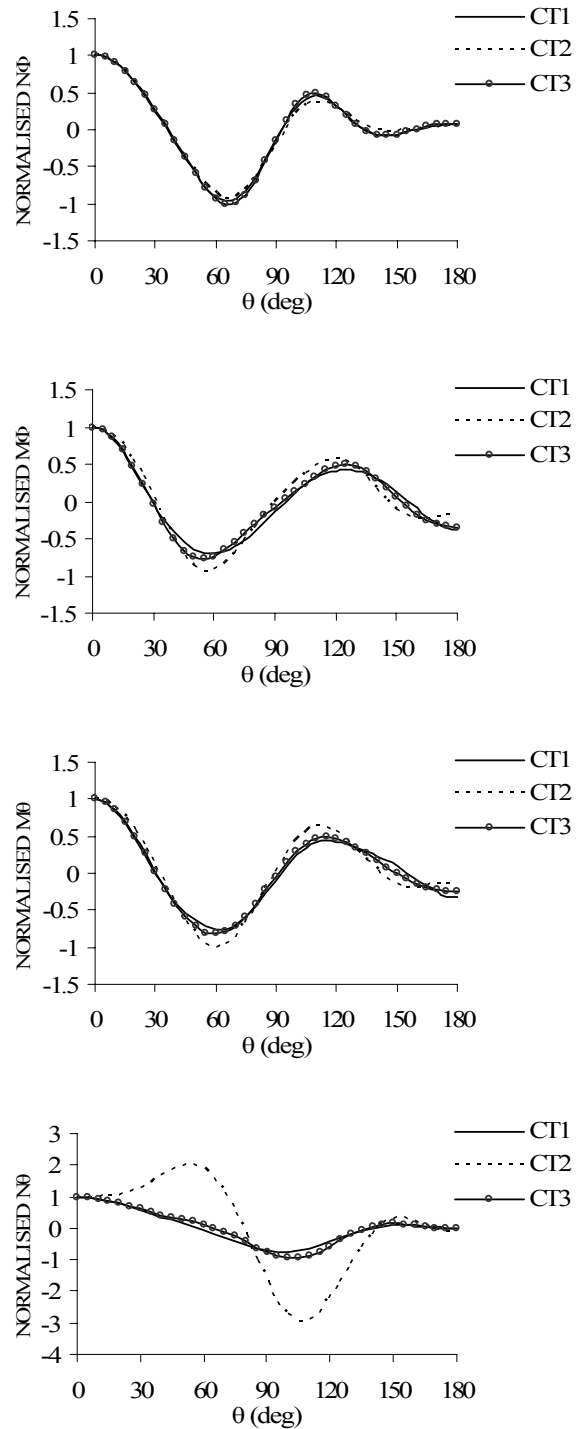 CT1
CT2
CT3
NORMALISED NΦ
1.5
1
0.5
0
-0.5
-1
-1.5
0 30 60 90 120 150 180
θ (deg)
CT1
CT2
CT3
NORMALISED MΦ
1.5
1
0.5
0
-0.5
-1
-1.5
0 30 60 90 120 150 180
θ (deg)
CT1
CT2
CT3
NORMALISED Mθ
1.5
1
0.5
0
-0.5
-1
-1.5
0 30 60 90 120 150 180
θ (deg)
CT1
CT2
CT3
NORMALISED Nθ
3
2
1
0
-1
-2
-3
-4
0 30 60 90 120 150 180
θ (deg)